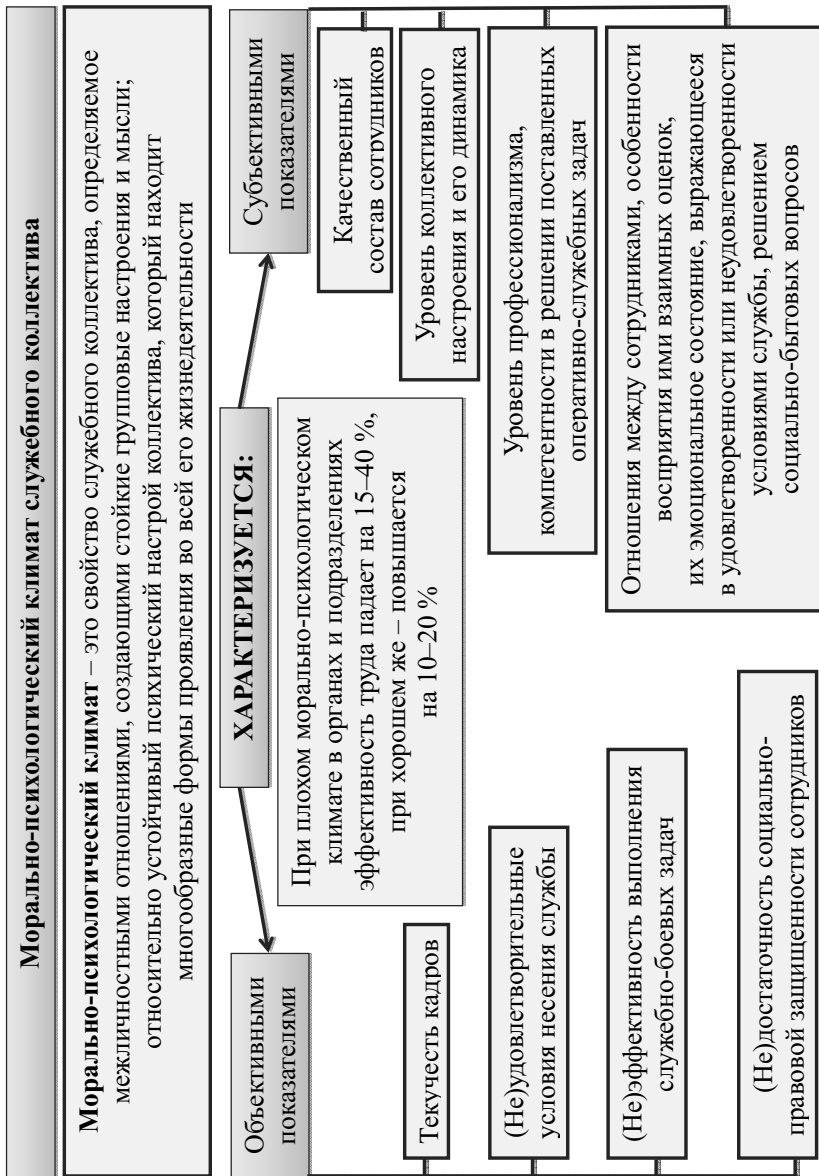 Морально-психологический климат служебного коллектива
Морально-психологический климат – это свойство служебного коллектива, определяемое
межличностными отношениями, создающими стойкие групповые настроения и мысли;
относительно устойчивый психический настрой коллектива, который находит
многообразные формы проявления во всей его жизнедеятельности
ХАРАКТЕРИЗУЕТСЯ:
Объективными
показателями
Текучесть кадров
(Не)удовлетворительные
условия несения службы
(Не)эффективность выполнения
служебно-боевых задач
(Не)достаточность социально-
правовой защищенности сотрудников
При плохом морально-психологическом
климате в органах и подразделениях
эффективность труда падает на 15–40 %,
при хорошем же – повышается
на 10–20 %
Субъективными
показателями
Качественный
состав сотрудников
Уровень коллективного
настроения и его динамика
Уровень профессионализма,
компетентности в решении поставленных
оперативно-служебных задач
Отношения между сотрудниками, особенности
восприятия ими взаимных оценок,
их эмоциональное состояние, выражающееся
в удовлетворенности или неудовлетворенности
условиями службы, решением
социально-бытовых вопросов